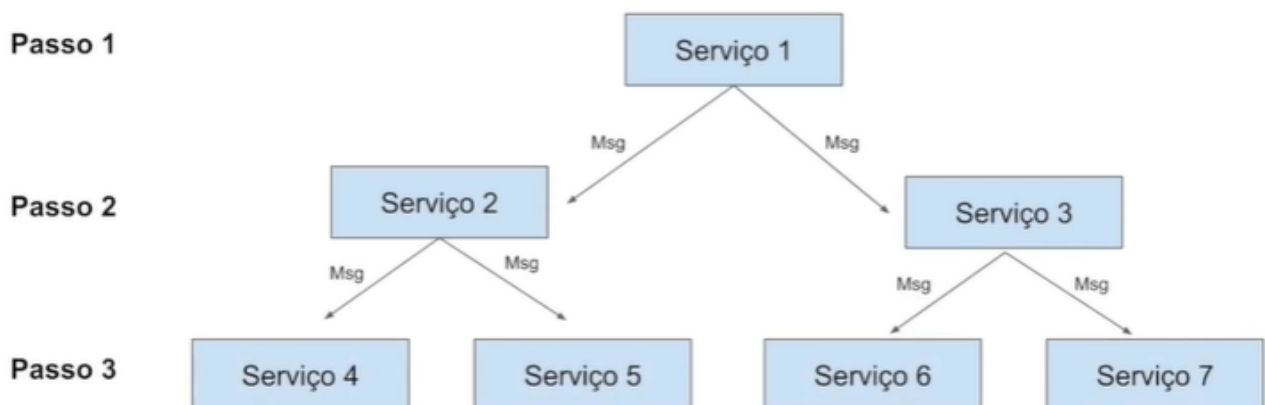 Passo 1
Serviço 1
Msg
Msg
Passo 2
Serviço 2
Serviço 3
Msg
Msg
Msg
Msg
Passo 3
Serviço 4
Serviço 5
Serviço 6
Serviço 7